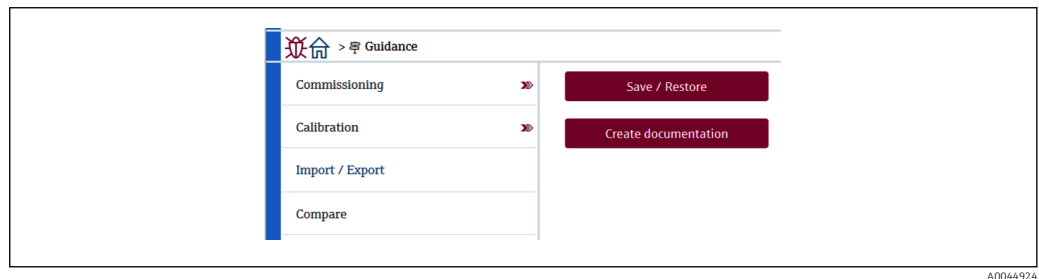 > Guidance
Commissioning
Calibration
Import / Export
Compare
Save / Restore
Create documentation
A0044924